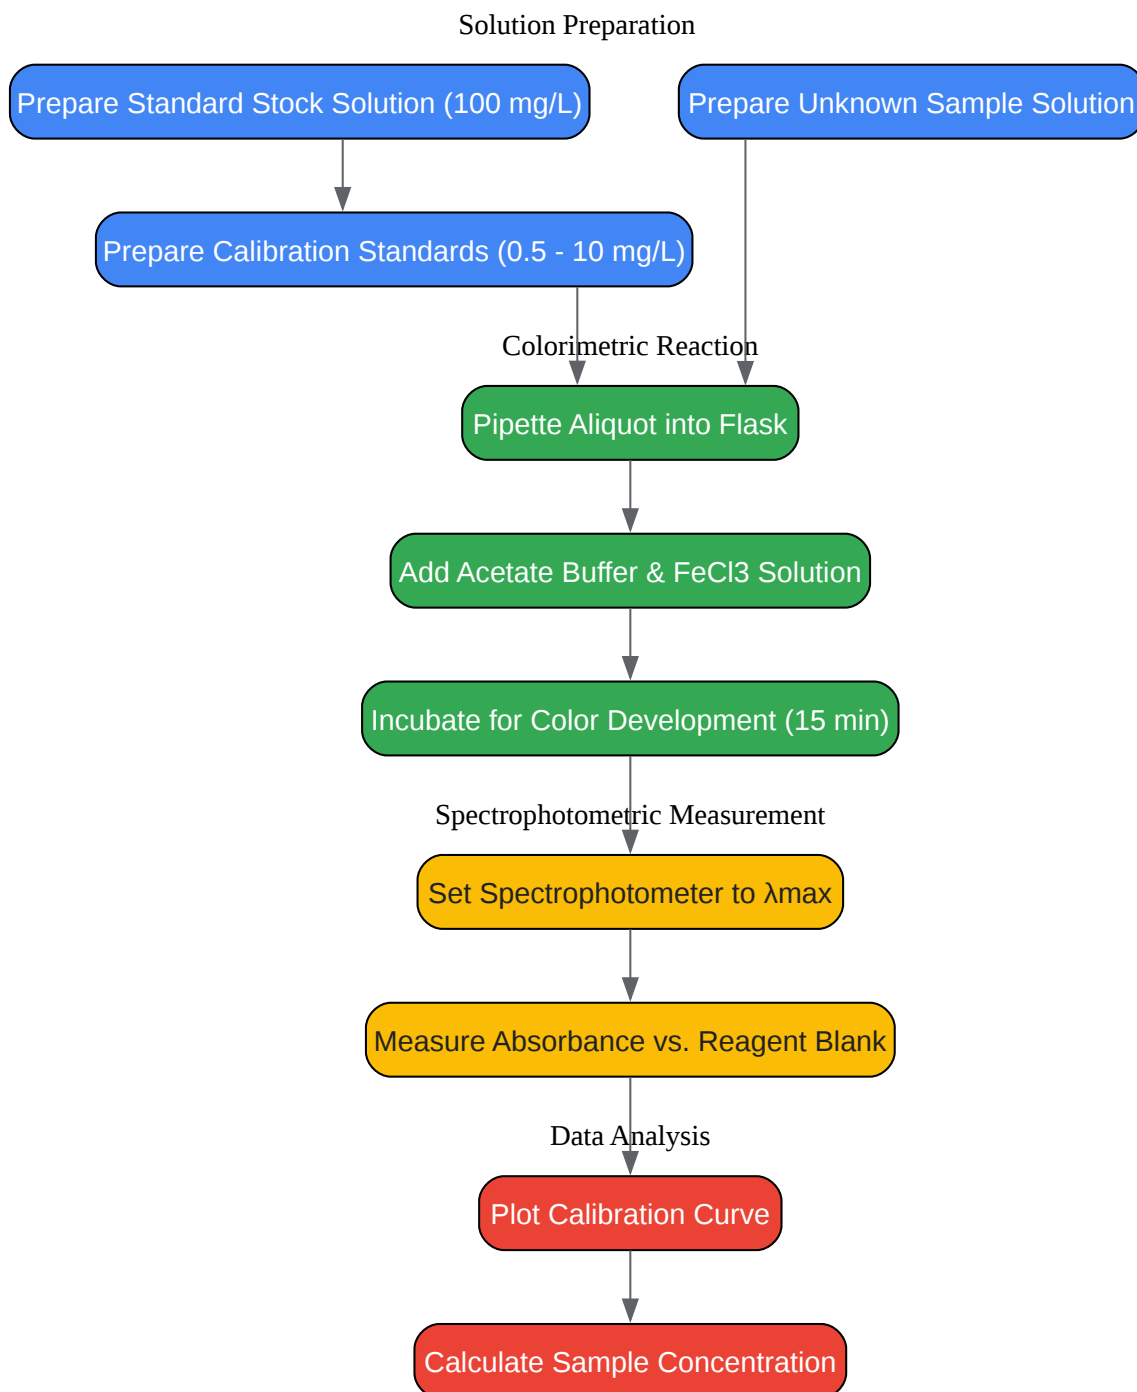 Solution Preparation
Prepare Standard Stock Solution (100 mg/L)
Prepare Unknown Sample Solution
Prepare Calibration Standards (0.5 - 10 mg/L)
Colorimetric Reaction
Pipette Aliquot into Flask
Add Acetate Buffer & FeCl3 Solution
Incubate for Color Development (15 min)
Spectrophotometric Measurement
Set Spectrophotometer to λmax
Measure Absorbance vs. Reagent Blank
Data Analysis
Plot Calibration Curve
Calculate Sample Concentration